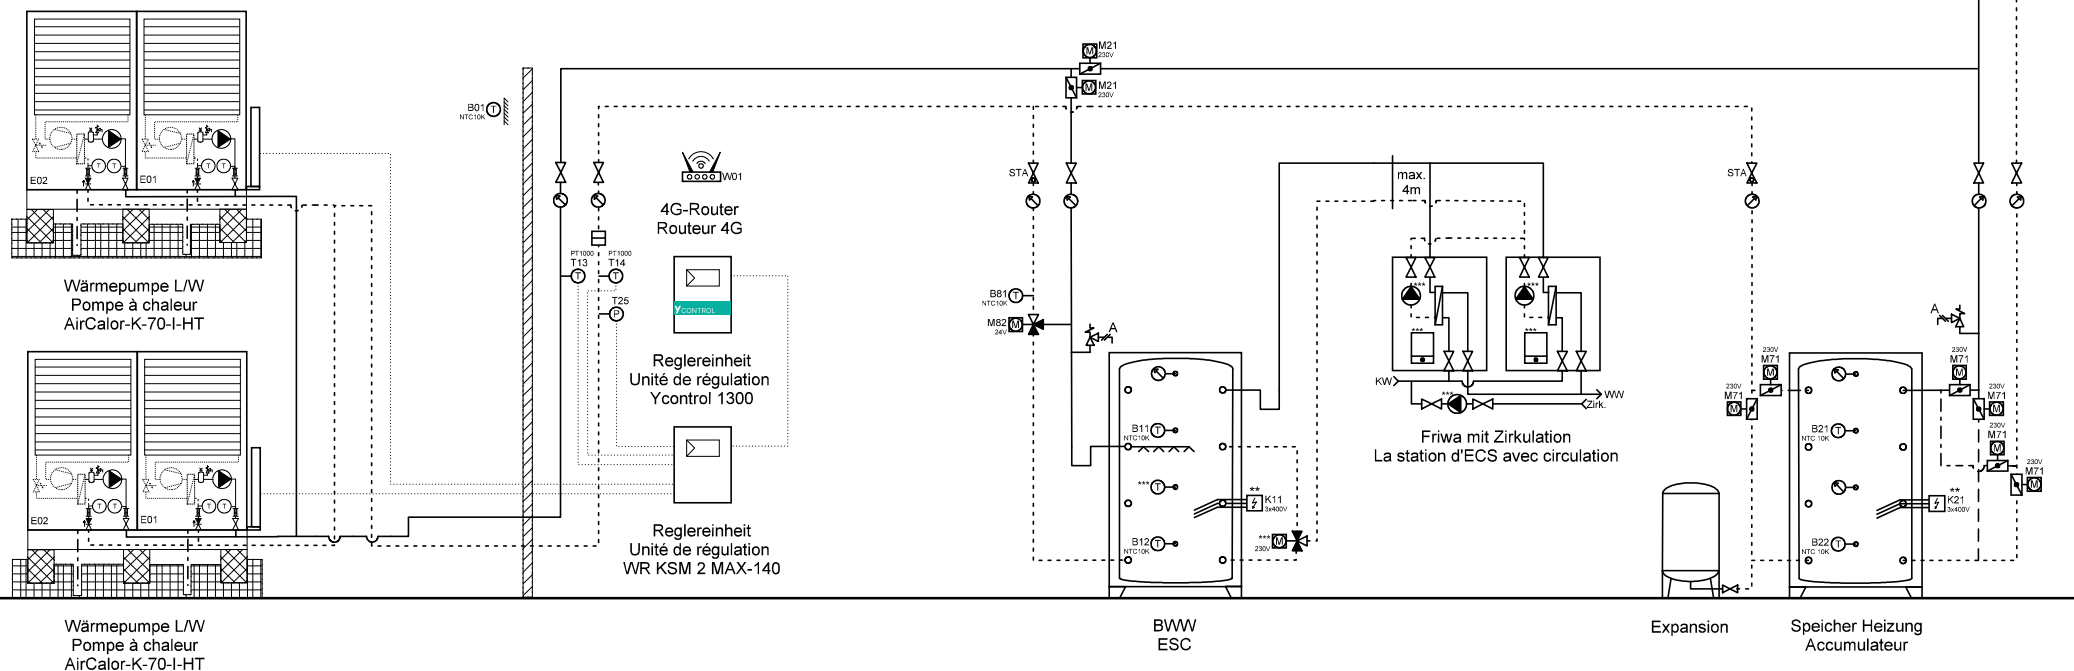 E02
E01
T
T
T
T
Wärmepumpe L/W
Pompe à chaleur
AirCalor-K-70-I-HT
E02
E01
T
T
T
T
Wärmepumpe L/W
Pompe à chaleur
AirCalor-K-70-I-HT
B01
NTC10K
T
W01
4G-Router
Routeur 4G
PT1000
T13
T
PT1000
T14
T
T25
P
YCONTROL
Reglereinheit
Unité de régulation
Ycontrol 1300
Reglereinheit
Unité de régulation
WR KSM 2 MAX-140
M
M21
230V
M
M21
230V
STA
B81
NTC10K
T
M82
24V
M
A
B11
NTC10K
T
***
T
B12
NTC10K
T
**
K11
3x400V
***
230V
M
BWW
ESC
max.
4m
***
***
***
***
KW
WW
***
Zirk.
Friwa mit Zirkulation
La station d'ECS avec circulation
STA
230V
M71
M
230V
M71
M
Expansion
A
230V
M71
M
230V
M71
M
230V
M71
M
230V
M71
M
B21
NTC 10K
T
**
K21
3x400V
B22
NTC 10K
T
Speicher Heizung
Accumulateur